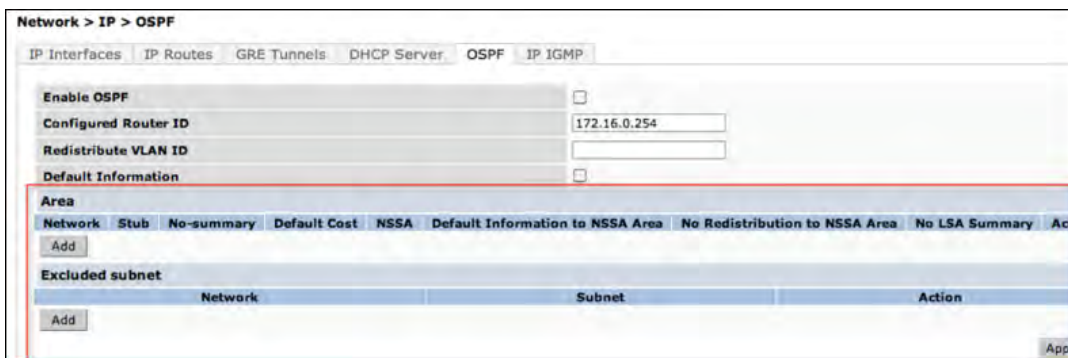 Network > IP > OSPF
IP Interfaces IP Routes GRE Tunnels DHCP Server OSPF IP IGMP
Enable OSPF
Configured Router ID 172.16.0.254
Redistribute VLAN ID
Default Information
Area
Network Stub No-summary Default Cost NSSA Default Information to NSSA Area No Redistribution to NSSA Area No LSA Summary Ac
Add
Excluded subnet
Network Subnet Action
Add
App